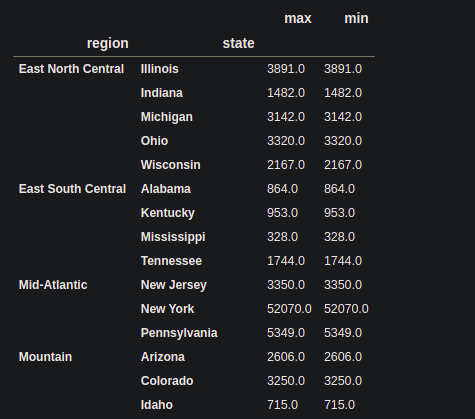 max min
region state
East North Central Illinois 3891.0 3891.0
Indiana 1482.0 1482.0
Michigan 3142.0 3142.0
Ohio 3320.0 3320.0
Wisconsin 2167.0 2167.0
East South Central Alabama 864.0 864.0
Kentucky 953.0 953.0
Mississippi 328.0 328.0
Tennessee 1744.0 1744.0
Mid-Atlantic New Jersey 3350.0 3350.0
New York 52070.0 52070.0
Pennsylvania 5349.0 5349.0
Mountain Arizona 2606.0 2606.0
Colorado 3250.0 3250.0
Idaho 715.0 715.0